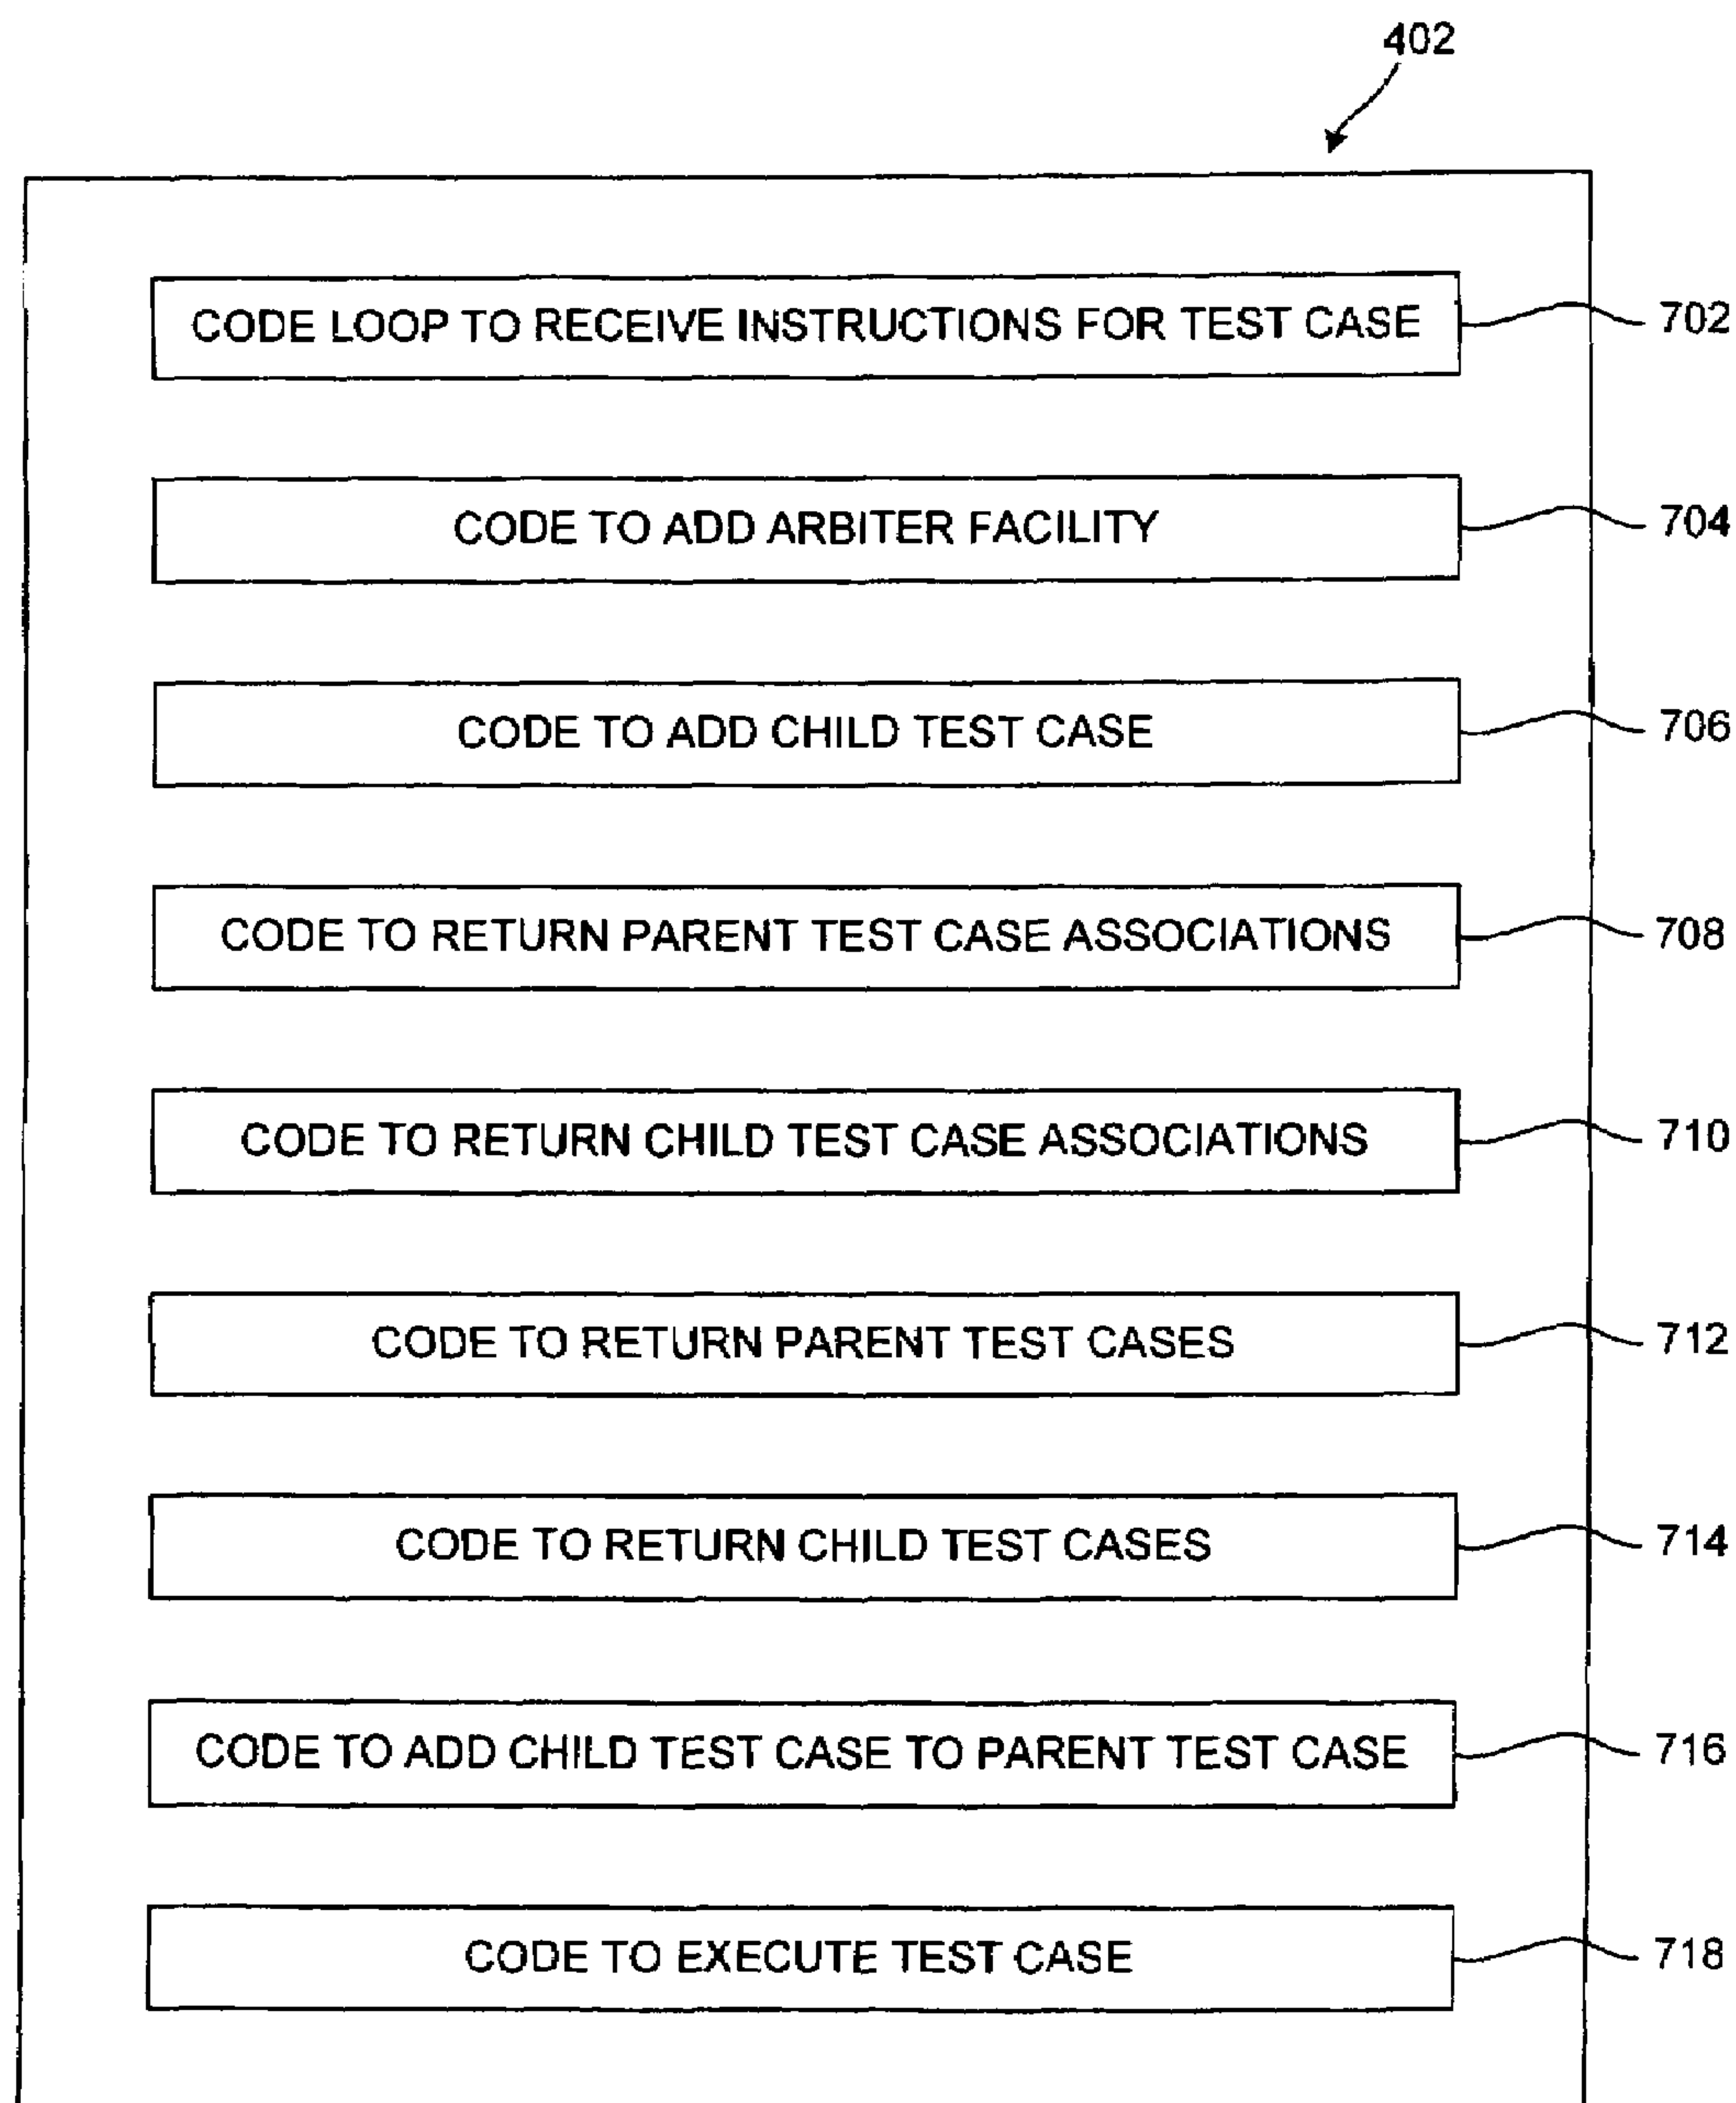 402
CODE LOOP TO RECEIVE INSTRUCTIONS FOR TEST CASE 702
CODE TO ADD ARBITER FACILITY 704
CODE TO ADD CHILD TEST CASE 706
CODE TO RETURN PARENT TEST CASE ASSOCIATIONS 708
CODE TO RETURN CHILD TEST CASE ASSOCIATIONS 710
CODE TO RETURN PARENT TEST CASES 712
CODE TO RETURN CHILD TEST CASES 714
CODE TO ADD CHILD TEST CASE TO PARENT TEST CASE 716
CODE TO EXECUTE TEST CASE 718